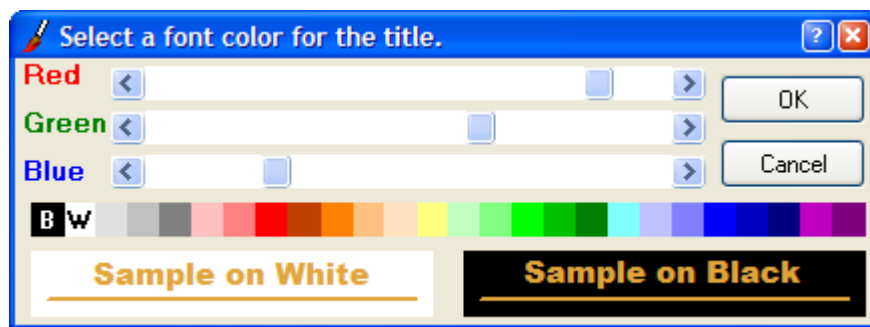 Select a font color for the title.
?
Red
OK
Green
Blue
Cancel
B W
Sample on White
Sample on Black